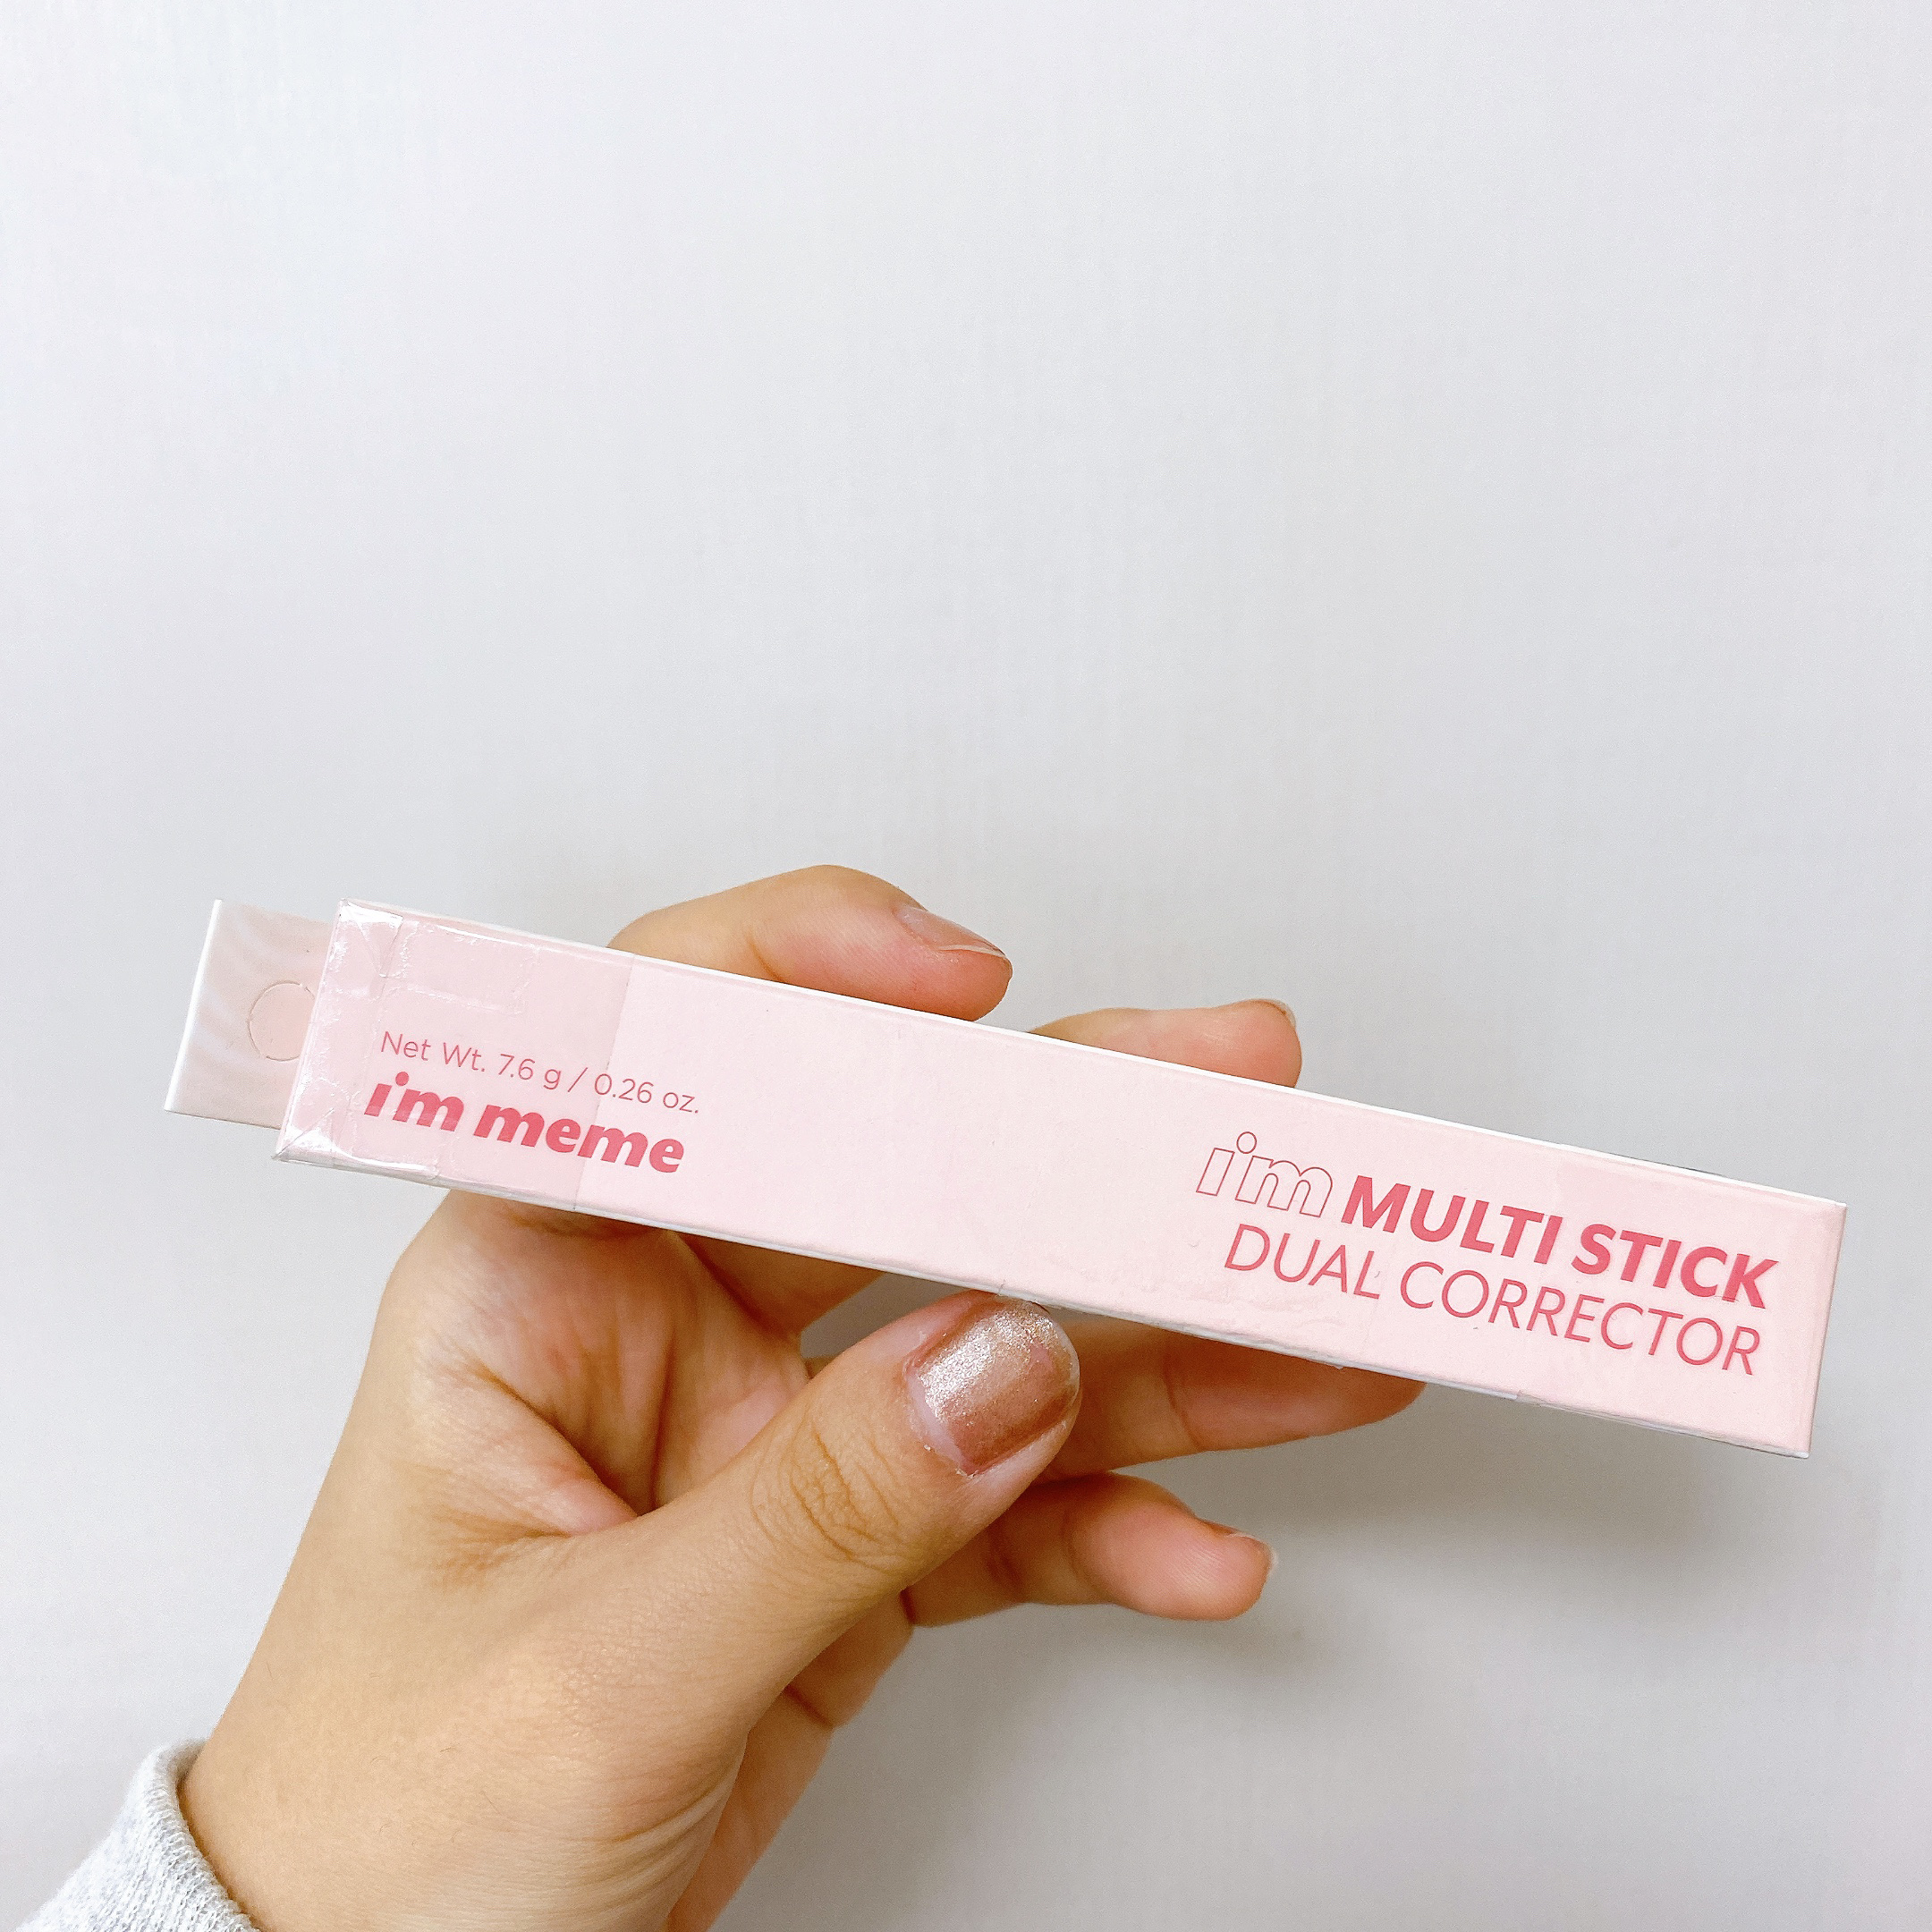 Net Wt. 7.6 g / 0.26 oz.
i'm meme
i'm MULTI STICK
DUAL CORRECTOR